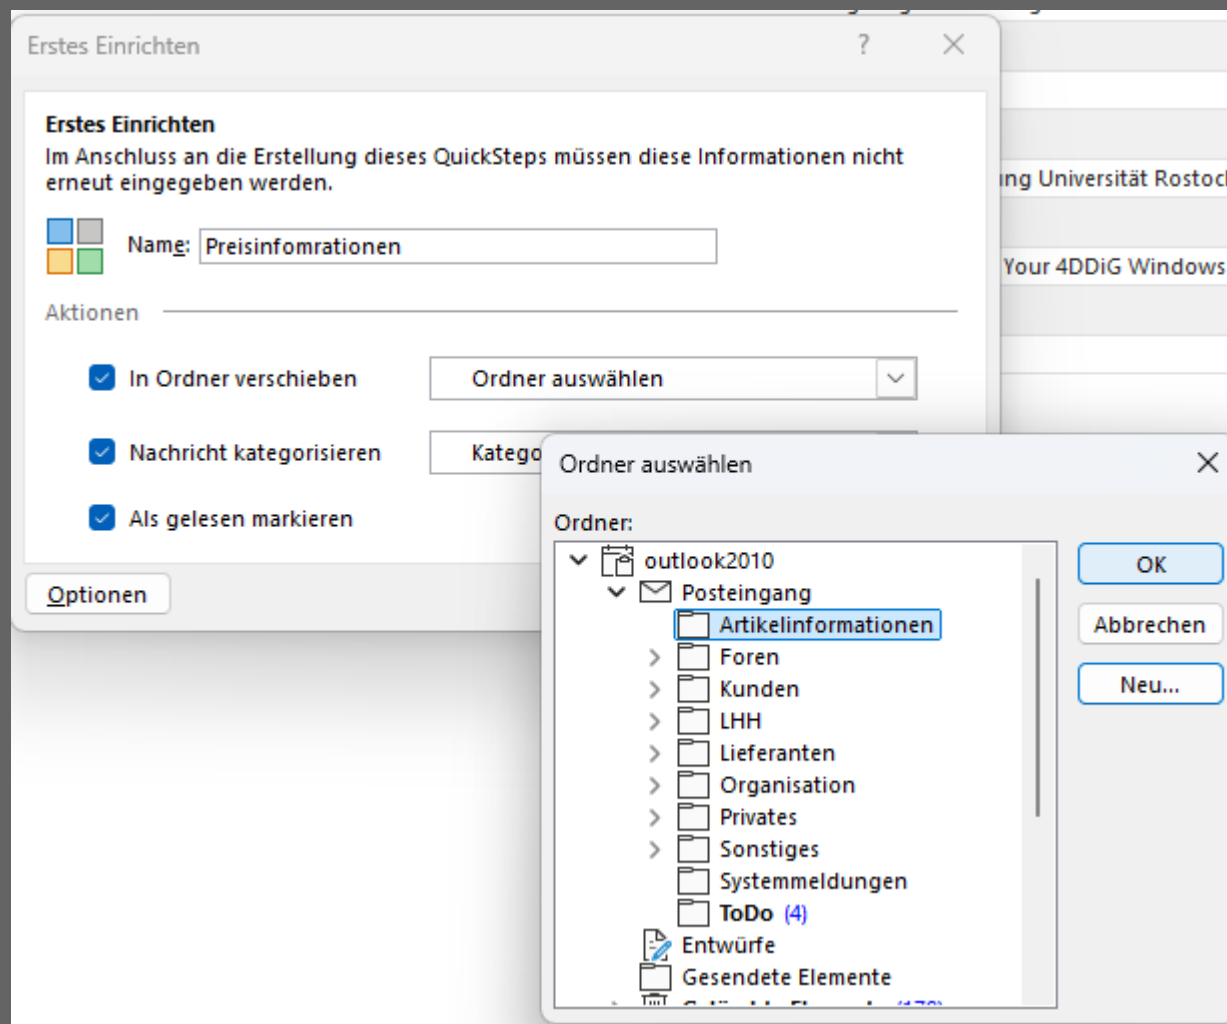 Erstes Einrichten
Erstes Einrichten
Im Anschluss an die Erstellung dieses QuickSteps müssen diese Informationen nicht
erneut eingegeben werden.
Name: Preisinfomrationen
Aktionen
In Ordner verschieben Ordner auswählen
Nachricht kategorisieren
Als gelesen markieren
Optionen
Universität
Your 4DDiG Windows
Ordner auswählen
Ordner:
outlook2010
Posteingang
Artikelinformationen
Foren
Kunden
LHH
Lieferanten
Organisation
Privates
Sonstiges
Systemmeldungen
ToDo (4)
Entwürfe
Gesendete Elemente
OK
Abbrechen
Neu...